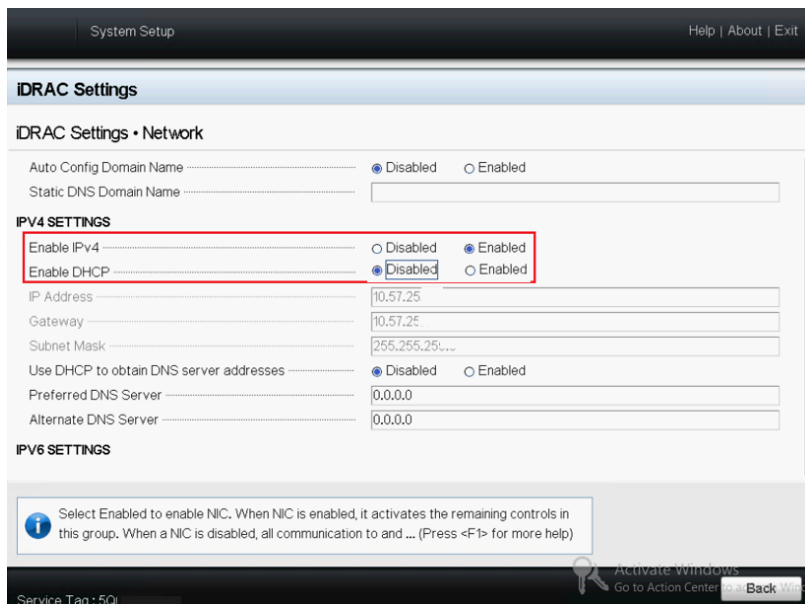 System Setup
Help | About | Exit
iDRAC Settings
iDRAC Settings • Network
Auto Config Domain Name Disabled Enabled
Static DNS Domain Name
IPV4 SETTINGS
Enable IPv4 Disabled Enabled
Enable DHCP Disabled Enabled
IP Address 10.57.25
Gateway 10.57.25
Subnet Mask
Use DHCP to obtain DNS server addresses Disabled Enabled
Preferred DNS Server 0.0.0.0
Alternate DNS Server 0.0.0.0
IPV6 SETTINGS
Select Enabled to enable NIC. When NIC is enabled, it activates the remaining controls in
this group. When a NIC is disabled, all communication to and ... (Press <F1> for more help)
Activate Windows
Go to Action Center
Back
Service Tag : 5Q